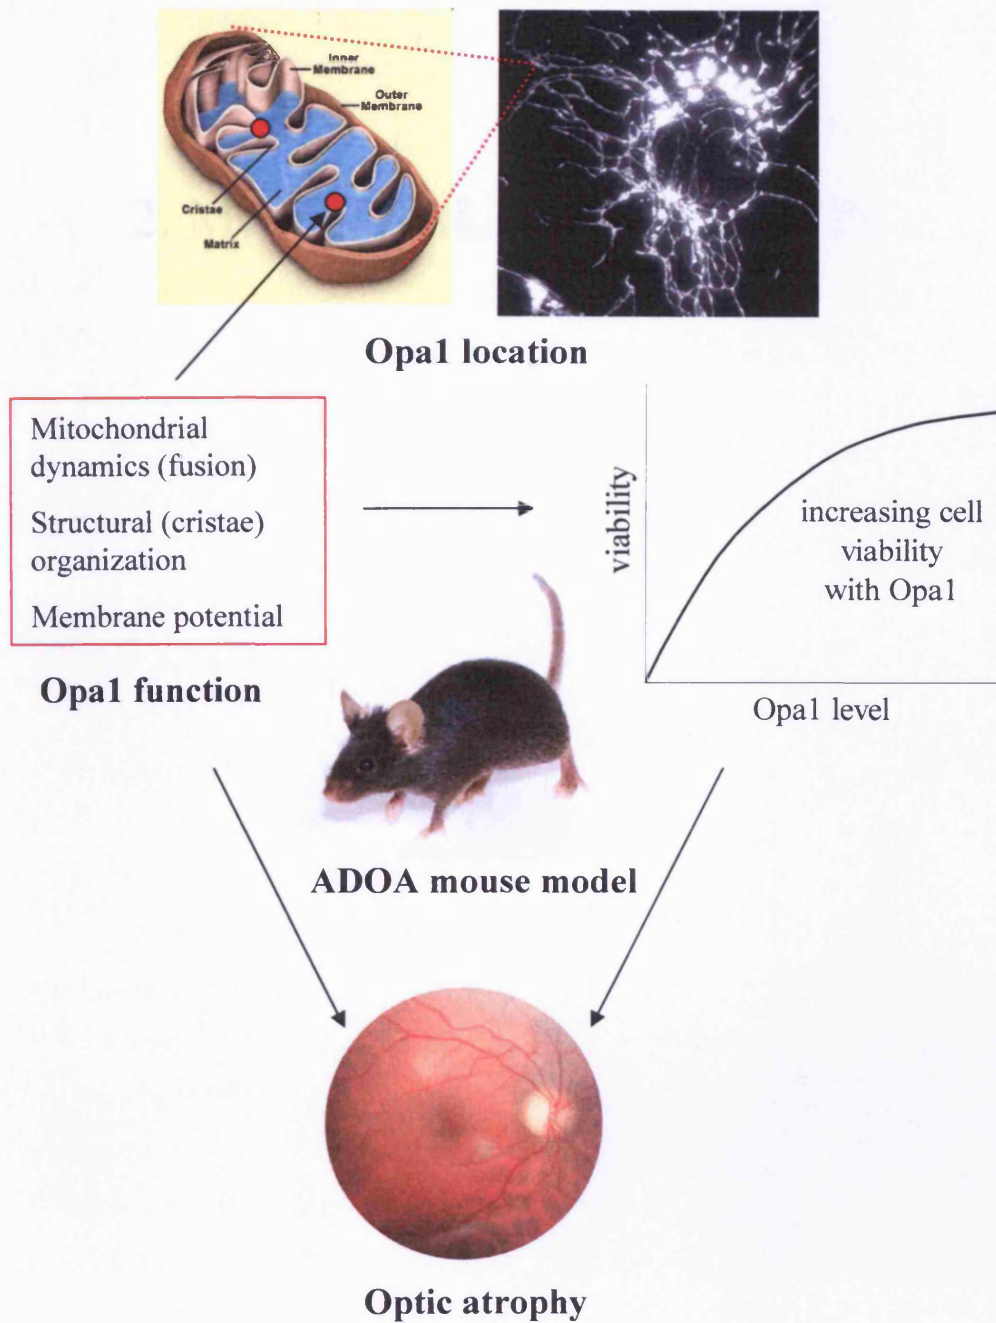 Inner
Membrane
Outer
Membrane
Cristae
Matrix
Opa1 location
Mitochondrial
dynamics (fusion)
Structural (cristae)
organization
Membrane potential
Opa1 function
viability
increasing cell
viability
with Opa1
Opa1 level
ADOA mouse model
Optic atrophy